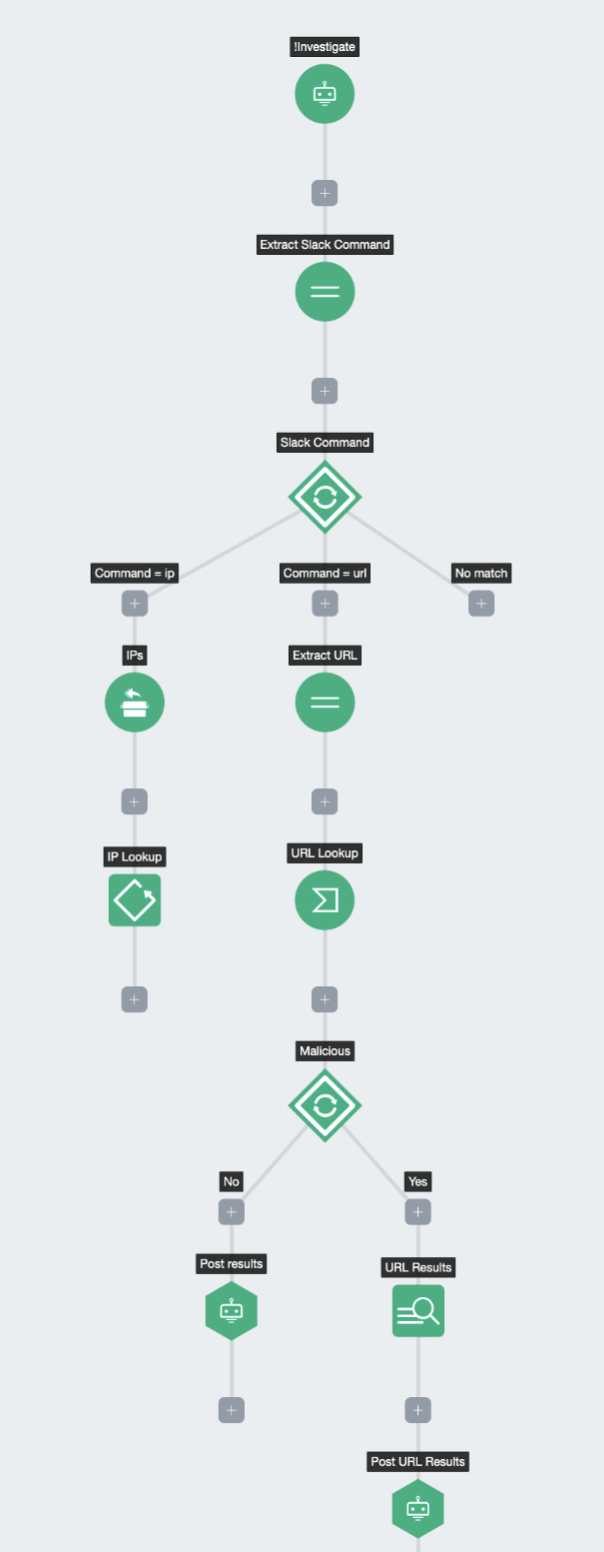 !Investigate
Extract Slack Command
Slack Command
Command = ip
Command = url
No match
IPs
Extract URL
IP Lookup
URL Lookup
Malicious
No
Yes
Post results
URL Results
Post URL Results